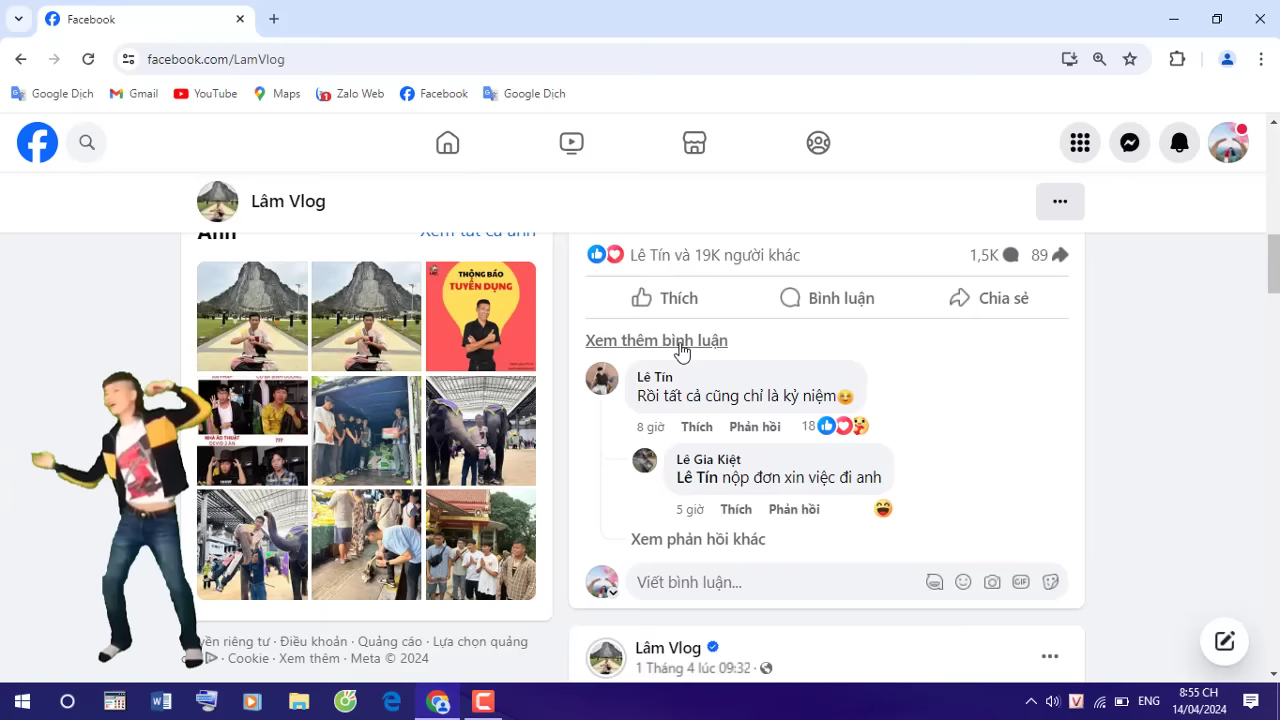 Facebook
facebook.com/LamVlog
Google Dịch
Gmail
YouTube
Maps
Zalo Web
Facebook
Google Dịch
Lâm Vlog
Ảnh
Xem tất cả ảnh
THÔNG BÁO
TUYỂN DỤNG
NHÀ ẢO THUẬT
???
Lê Tín và 19K người khác
1,5K
89
Thích
Bình luận
Chia sẻ
Xem thêm bình luận
Lê Tín
Rồi tất cả cũng chỉ là kỷ niệm
8 giờ
Thích
Phản hồi
18
Lê Gia Kiệt
Lê Tín nộp đơn xin việc đi anh
5 giờ
Thích
Phản hồi
Xem phản hồi khác
Viết bình luận...
GIF
riêng tư · Điều khoản · Quảng cáo · Lựa chọn quảng
· Cookie · Xem thêm · Meta © 2024
Lâm Vlog
1 Tháng 4 lúc 09:32 ·
ENG
8:55 CH
14/04/2024